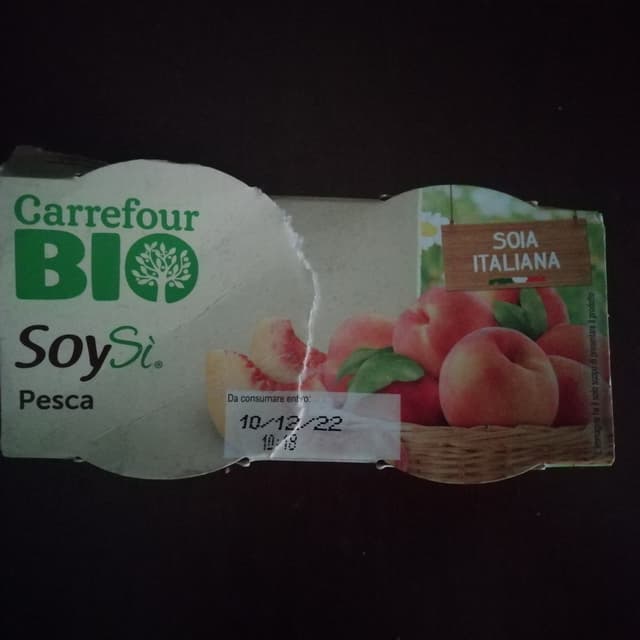 Carrefour
BIO
SoySì®
Pesca
SOIA
ITALIANA
Da consumare entro:
10/12/22
10:18